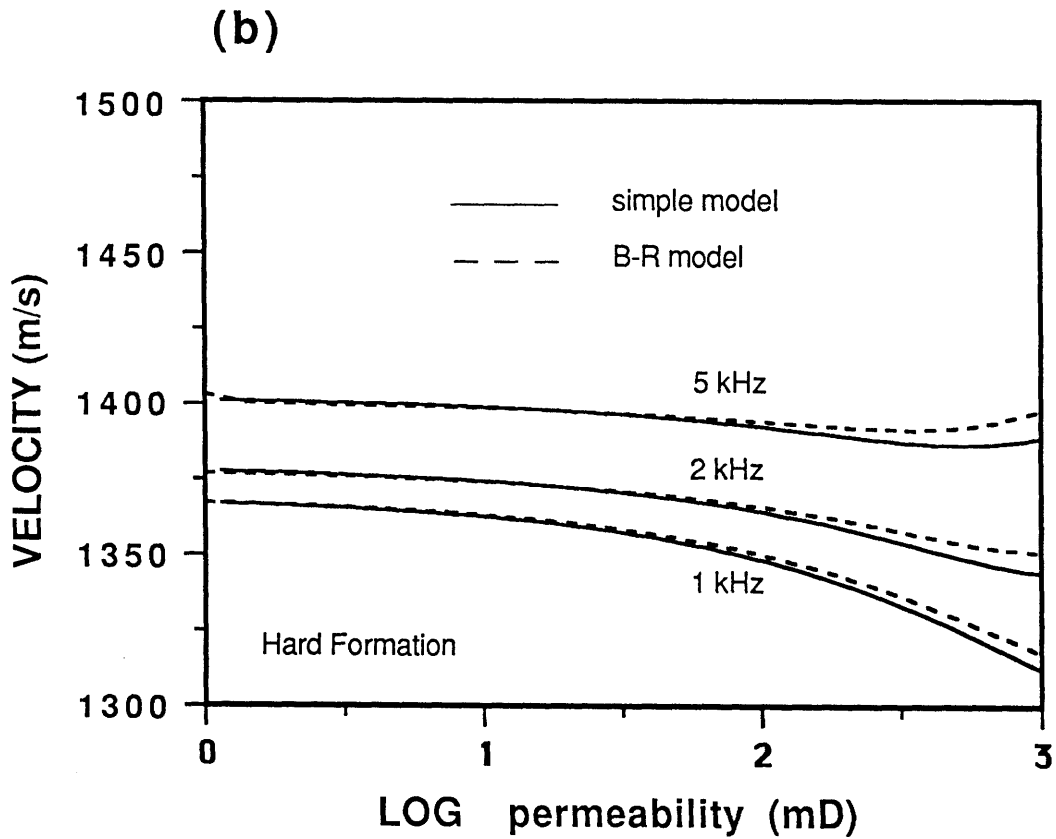 (b)
1500
simple model
1450
B-R model
VELOCITY (m/s)
5 kHz
1400
2 kHz
1350
1 kHz
Hard Formation
1300
0 1 2 3
LOG permeability (mD)